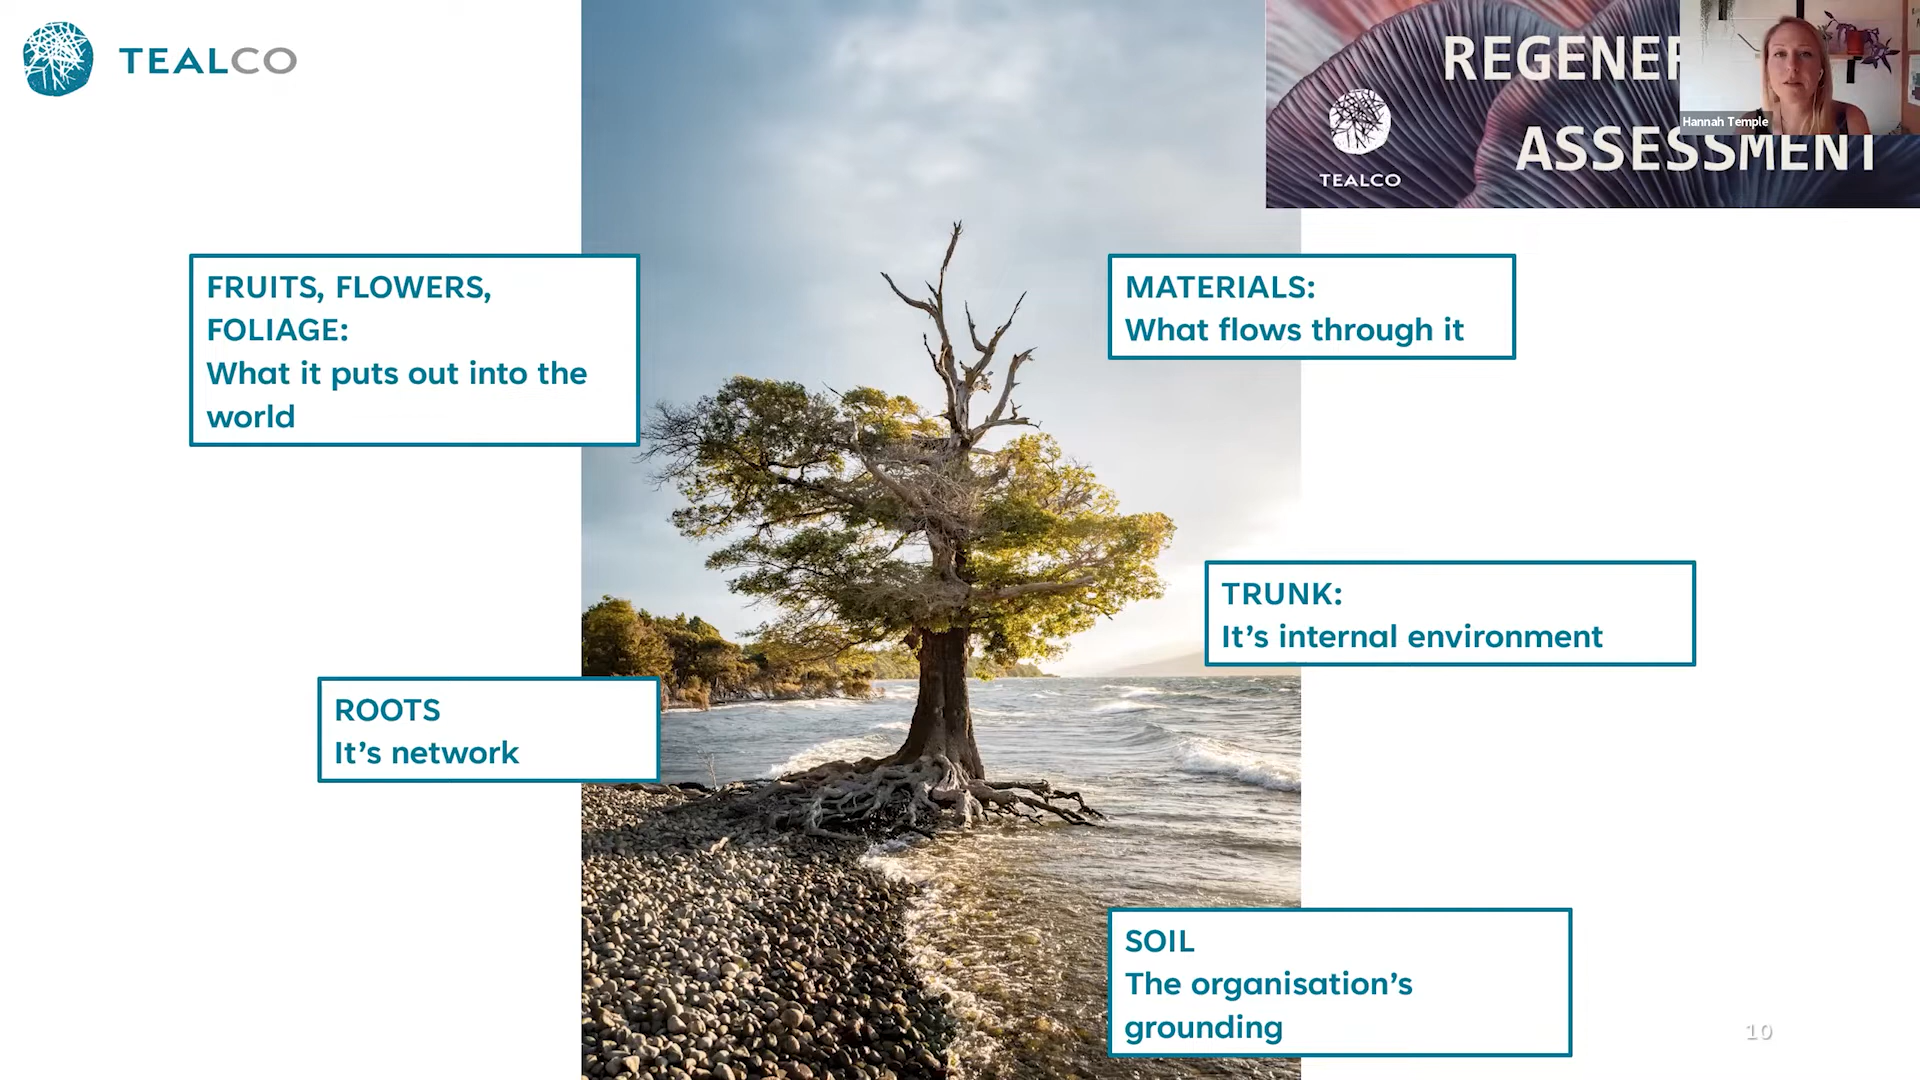 TEALCO
REGENER
ASSESSMENT
TEALCO
Hannah Temple
FRUITS, FLOWERS,
FOLIAGE:
What it puts out into the
world
MATERIALS:
What flows through it
TRUNK:
It’s internal environment
ROOTS
It’s network
SOIL
The organisation’s
grounding
10